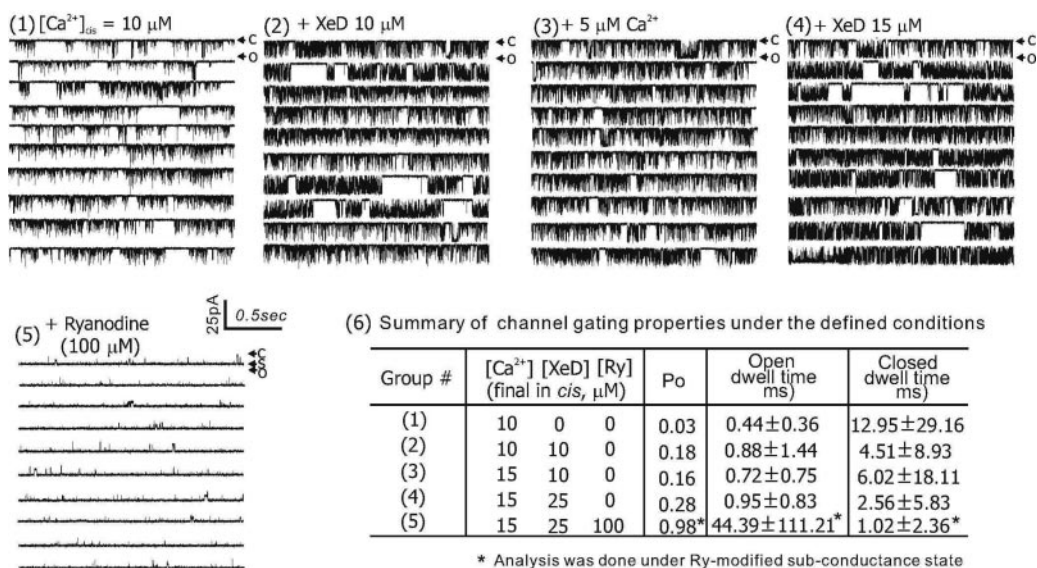 (1) [Ca²⁺]cis = 10 μM
(2) + XeD 10 μM
(3) + 5 μM Ca²⁺
(4) + XeD 15 μM
C
O
C
O
C
O
C
O
(5) + Ryanodine
(100 μM)
25pA
0.5sec
C
S
O
(6) Summary of channel gating properties under the defined conditions
Group # [Ca²⁺] [XeD] [Ry] (final in cis, μM) Po Open dwell time ms) Closed dwell time ms)
(1) 10 0 0 0.03 0.44±0.36 12.95±29.16
(2) 10 10 0 0.18 0.88±1.44 4.51±8.93
(3) 15 10 0 0.16 0.72±0.75 6.02±18.11
(4) 15 25 0 0.28 0.95±0.83 2.56±5.83
(5) 15 25 100 0.98* 44.39±111.21* 1.02±2.36*
* Analysis was done under Ry-modified sub-conductance state